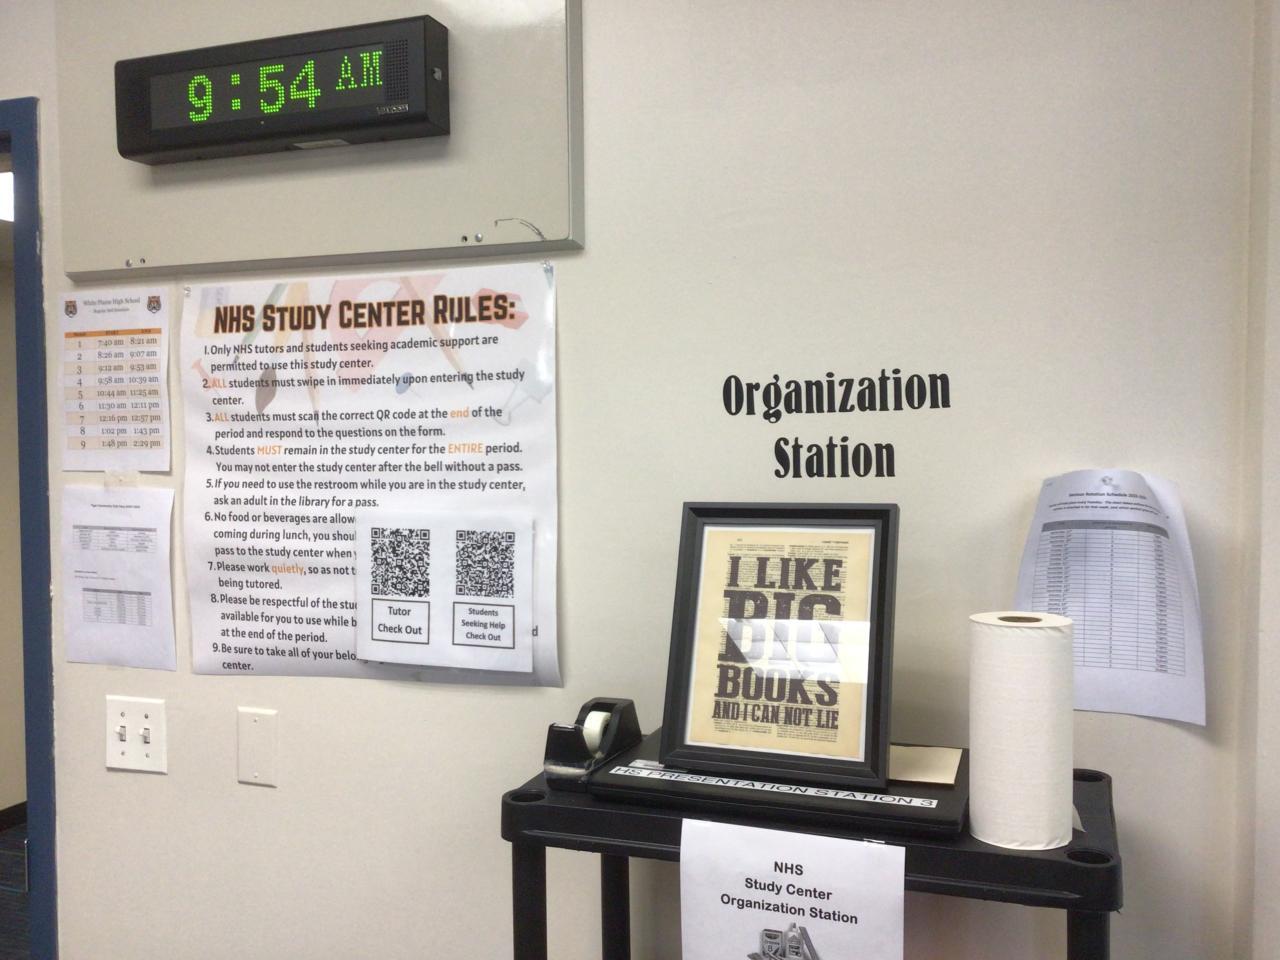 9:54 AM
White Plains High School
Regular Bell Schedule
Period START END
1 7:40 am 8:21 am
2 8:26 am 9:07 am
3 9:12 am 9:53 am
4 9:58 am 10:39 am
5 10:44 am 11:25 am
6 11:30 am 12:11 pm
7 12:16 pm 12:57 pm
8 1:02 pm 1:43 pm
9 1:48 pm 2:29 pm
NHS STUDY CENTER RULES:
1. Only NHS tutors and students seeking academic support are
permitted to use this study center.
2. ALL students must swipe in immediately upon entering the study
center.
3. ALL students must scan the correct QR code at the end of the
period and respond to the questions on the form.
4. Students MUST remain in the study center for the ENTIRE period.
You may not enter the study center after the bell without a pass.
5. If you need to use the restroom while you are in the study center,
ask an adult in the library for a pass.
6. No food or beverages are allow
coming during lunch, you shou
pass to the study center when
7. Please work quietly, so as not t
being tutored.
8. Please be respectful of the stu
available for you to use while b
at the end of the period.
9. Be sure to take all of your belo
center.
Tutor
Check Out
Students
Seeking Help
Check Out
Organization
Station
I LIKE
BIG
BOOKS
AND I CAN NOT LIE
HS PRESENTATION STATION 3
NHS
Study Center
Organization Station